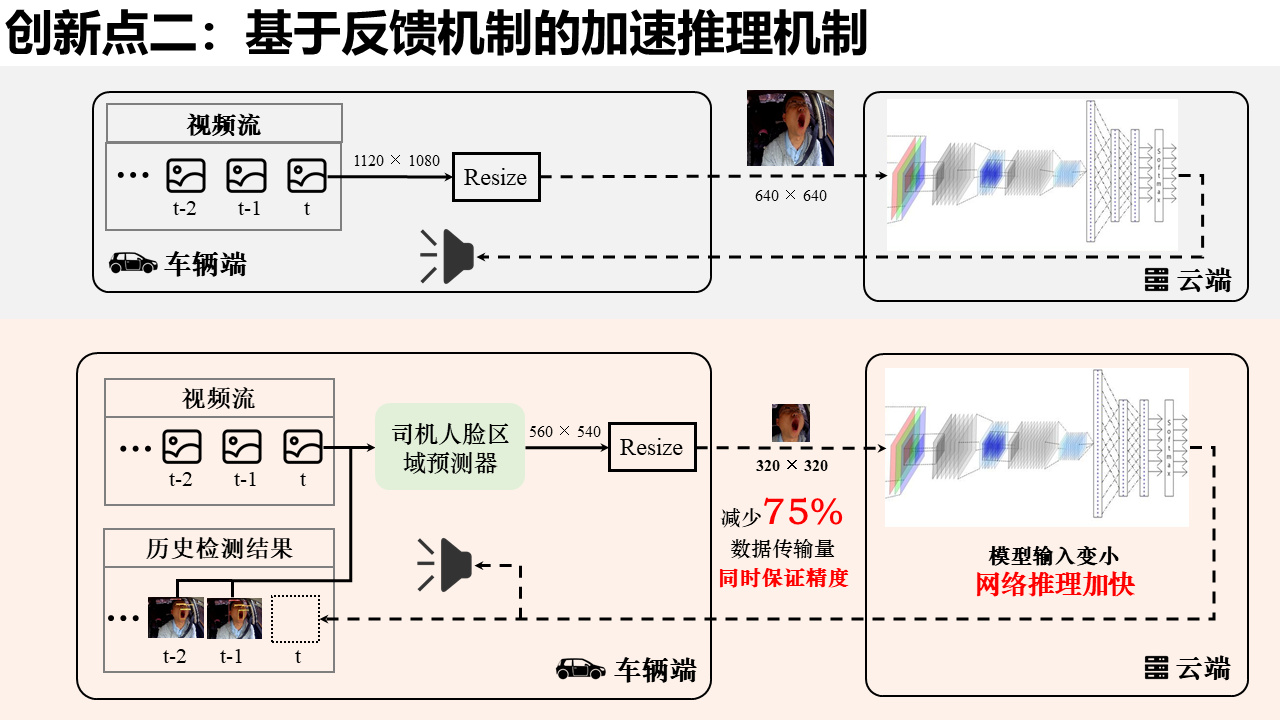 创新点二：基于反馈机制的加速推理机制
视频流
1120 × 1080
Resize
640 × 640
Softmax
t-2
t-1
t
车辆端
云端
视频流
司机人脸区
域预测器
560 × 540
Resize
320 × 320
Softmax
t-2
t-1
t
减少75%
数据传输量
同时保证精度
历史检测结果
模型输入变小
网络推理加快
t-2
t-1
t
车辆端
云端